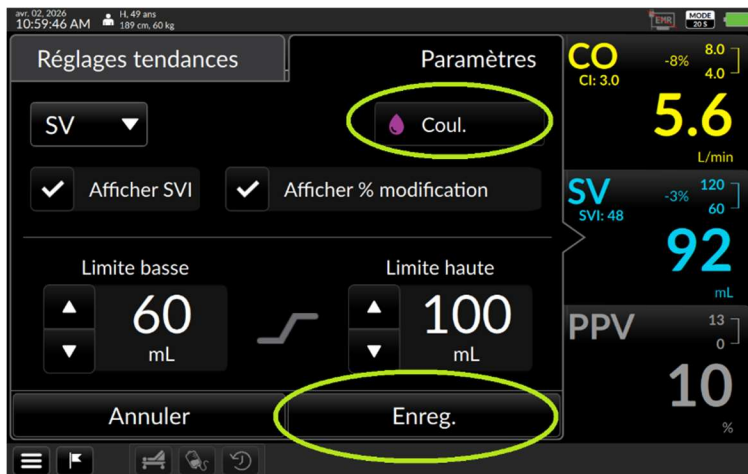 avr. 02, 2026
10:59:46 AM
H, 49 ans
189 cm, 60 kg
EMR
MODE
20 S
Réglages tendances
Paramètres
SV
Coul.
Afficher SVI
Afficher % modification
Limite basse
Limite haute
60
mL
100
mL
Annuler
Enreg.
CO
CI: 3.0
-8%
8.0
4.0
5.6
L/min
SV
SVI: 48
-3%
120
60
92
mL
PPV
13
0
10
%